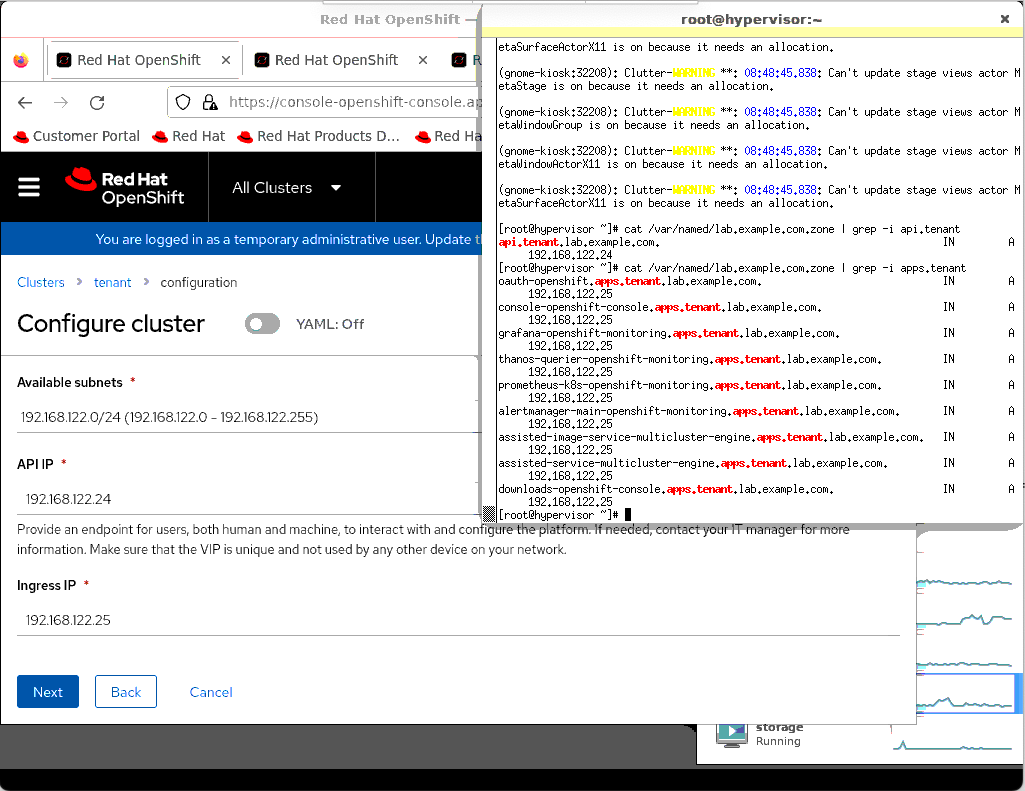 Red Hat OpenShift —
Red Hat OpenShift
Red Hat OpenShift
https://console-openshift-console.ap
Customer Portal
Red Hat
Red Hat Products D...
Red Ha
Red Hat
OpenShift
All Clusters
You are logged in as a temporary administrative user. Update th
Clusters
tenant
configuration
Configure cluster
YAML: Off
Available subnets *
192.168.122.0/24 (192.168.122.0 - 192.168.122.255)
API IP *
192.168.122.24
Provide an endpoint for users, both human and machine, to interact with and configure the platform. If needed, contact your IT manager for more
information. Make sure that the VIP is unique and not used by any other device on your network.
Ingress IP *
192.168.122.25
Next
Back
Cancel
root@hypervisor:~
etaSurfaceActorX11 is on because it needs an allocation.
(gnome-kiosk:32208): Clutter-WARNING **: 08:48:45.838: Can't update stage views actor M
etaStage is on because it needs an allocation.
(gnome-kiosk:32208): Clutter-WARNING **: 08:48:45.838: Can't update stage views actor M
etaWindowGroup is on because it needs an allocation.
(gnome-kiosk:32208): Clutter-WARNING **: 08:48:45.838: Can't update stage views actor M
etaWindowActorX11 is on because it needs an allocation.
(gnome-kiosk:32208): Clutter-WARNING **: 08:48:45.838: Can't update stage views actor M
etaSurfaceActorX11 is on because it needs an allocation.
[root@hypervisor ~]# cat /var/named/lab.example.com.zone | grep -i api.tenant
api.tenant.lab.example.com. IN A
192.168.122.24
[root@hypervisor ~]# cat /var/named/lab.example.com.zone | grep -i apps.tenant
oauth-openshift.apps.tenant.lab.example.com. IN A
192.168.122.25
console-openshift-console.apps.tenant.lab.example.com. IN A
192.168.122.25
grafana-openshift-monitoring.apps.tenant.lab.example.com. IN A
192.168.122.25
thanos-querier-openshift-monitoring.apps.tenant.lab.example.com. IN A
192.168.122.25
prometheus-k8s-openshift-monitoring.apps.tenant.lab.example.com. IN A
192.168.122.25
alertmanager-main-openshift-monitoring.apps.tenant.lab.example.com. IN A
192.168.122.25
assisted-image-service-multicluster-engine.apps.tenant.lab.example.com. IN A
192.168.122.25
assisted-service-multicluster-engine.apps.tenant.lab.example.com. IN A
192.168.122.25
downloads-openshift-console.apps.tenant.lab.example.com. IN A
192.168.122.25
[root@hypervisor ~]#
storage
Running